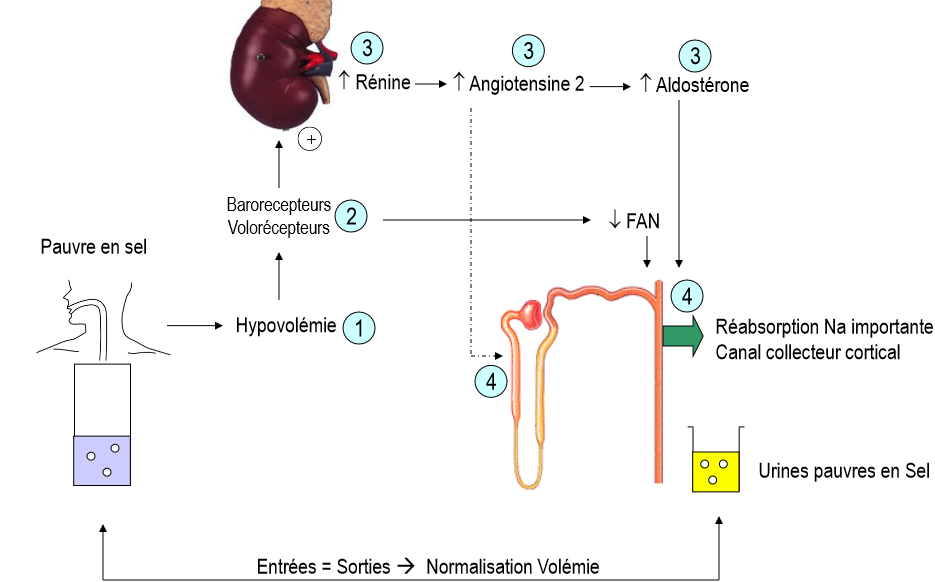 3
3
3
↑ Rénine → ↑ Angiotensine 2 → ↑ Aldostérone
+
Barorecepteurs
Volorécepteurs
2
↓ FAN
Pauvre en sel
Hypovolémie
1
4
Réabsorption Na importante
Canal collecteur cortical
4
Urines pauvres en Sel
Entrées = Sorties → Normalisation Volémie